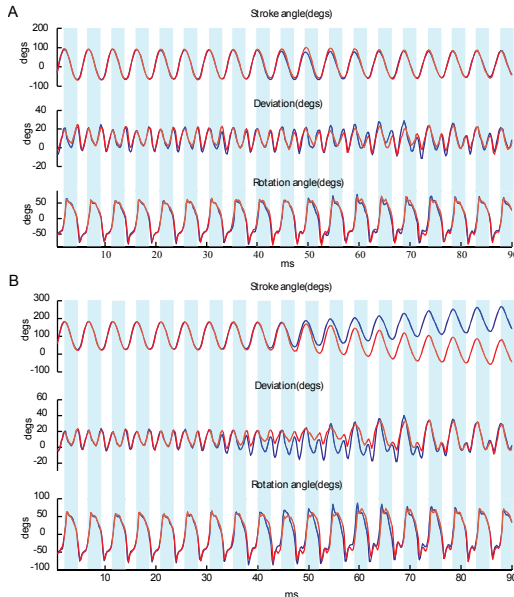 A
Stroke angle(degs)
200
100
0
-100
degs
Deviation(degs)
40
20
0
-20
degs
Rotation angle(degs)
50
0
-50
degs
10 20 30 40 50 60 70 80 90
ms
B
Stroke angle(degs)
300
200
100
0
-100
degs
Deviation(degs)
60
40
20
0
-20
degs
Rotation angle(degs)
100
50
0
-50
-100
degs
0 10 20 30 40 50 60 70 80 90
ms